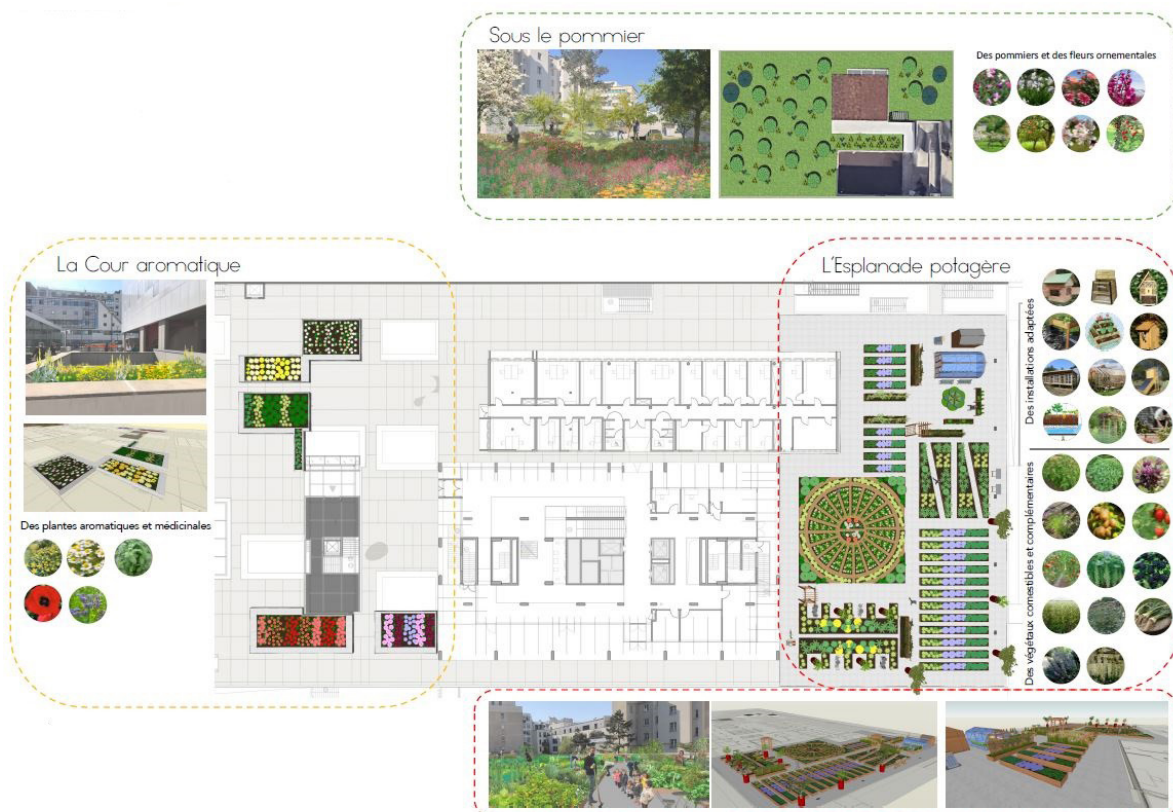 Sous le pommier
Des pommiers et des fleurs ornementales
La Cour aromatique
L'Esplanade potagère
Des installations adaptées
Des plantes aromatiques et médicinales
Des végétaux comestibles et complémentaires